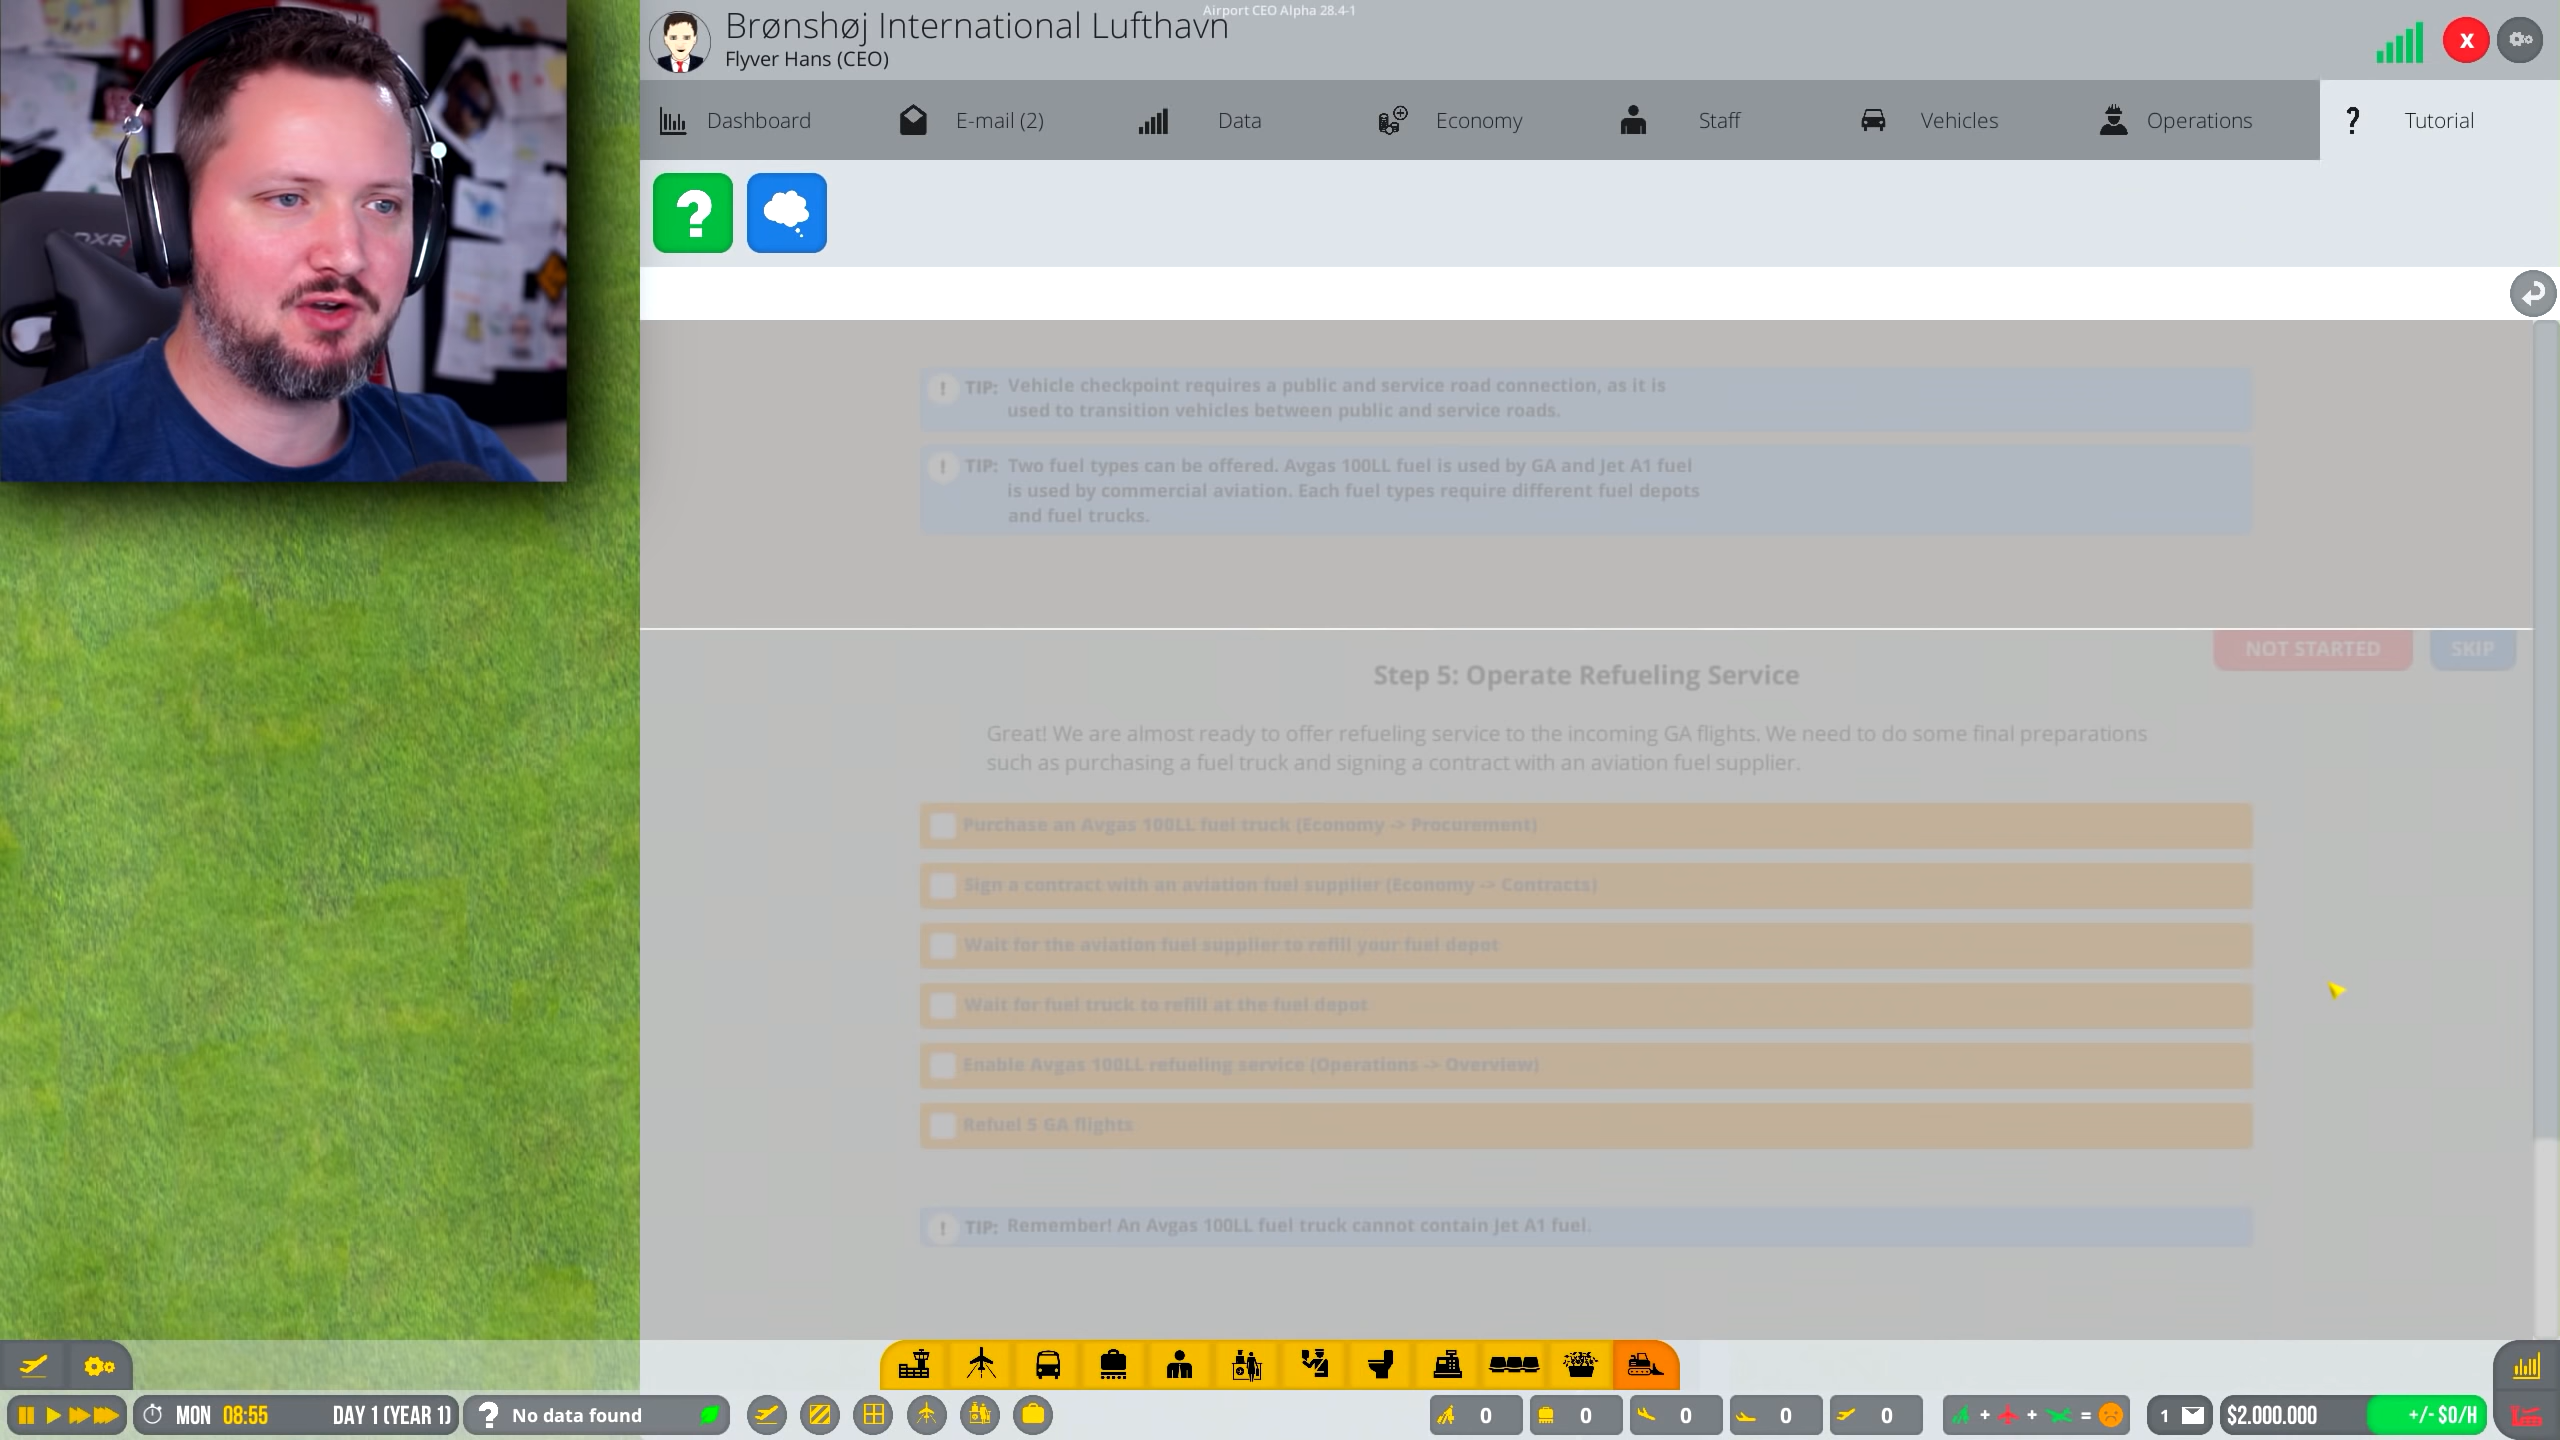 Airport CEO Alpha 28.4-1
Brønshøj International Lufthavn
Flyver Hans (CEO)
X
Dashboard
E-mail (2)
Data
Economy
Staff
Vehicles
Operations
? Tutorial
?
! TIP: Vehicle checkpoint requires a public and service road connection, as it is
used to transition vehicles between public and service roads.
! TIP: Two fuel types can be offered. Avgas 100LL fuel is used by GA and Jet A1 fuel
is used by commercial aviation. Each fuel types require different fuel depots
and fuel trucks.
NOT STARTED
SKIP
Step 5: Operate Refueling Service
Great! We are almost ready to offer refueling service to the incoming GA flights. We need to do some final preparations
such as purchasing a fuel truck and signing a contract with an aviation fuel supplier.
Purchase an Avgas 100LL fuel truck (Economy -> Procurement)
Sign a contract with an aviation fuel supplier (Economy -> Contracts)
Wait for the aviation fuel supplier to refill your fuel depot
Wait for fuel truck to refill at the fuel depot
Enable Avgas 100LL refueling service (Operations -> Overview)
Refuel 5 GA flights
! TIP: Remember! An Avgas 100LL fuel truck cannot contain Jet A1 fuel.
MON 08:55 DAY 1 (YEAR 1)
? No data found
0
0
0
0
0
+ + =
1
$2.000.000
+/- $0/H
DXR